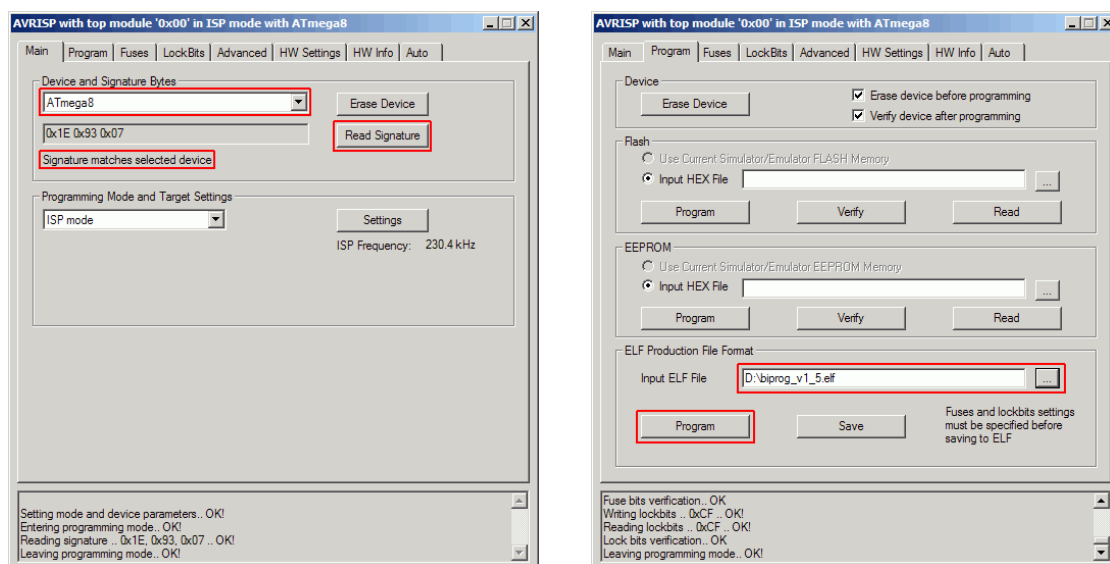 AVRISP with top module '0x00' in ISP mode with ATmega8
Main Program Fuses LockBits Advanced HW Settings HW Info Auto
Device and Signature Bytes
ATmega8
Erase Device
0x1E 0x93 0x07
Read Signature
Signature matches selected device
Programming Mode and Target Settings
ISP mode
Settings
ISP Frequency: 230.4 kHz
Setting mode and device parameters.. OK!
Entering programming mode.. OK!
Reading signature .. 0x1E, 0x93, 0x07 .. OK!
Leaving programming mode.. OK!
AVRISP with top module '0x00' in ISP mode with ATmega8
Main Program Fuses LockBits Advanced HW Settings HW Info Auto
Device
Erase Device
Erase device before programming
Verify device after programming
Flash
Use Current Simulator/Emulator FLASH Memory
Input HEX File
...
Program Verify Read
EEPROM
Use Current Simulator/Emulator EEPROM Memory
Input HEX File
...
Program Verify Read
ELF Production File Format
Input ELF File D:\biprog_v1_5.elf ...
Program Save
Fuses and lockbits settings
must be specified before
saving to ELF
Fuse bits verification.. OK
Writing lockbits .. 0xCF .. OK!
Reading lockbits .. 0xCF .. OK!
Lock bits verification.. OK
Leaving programming mode.. OK!